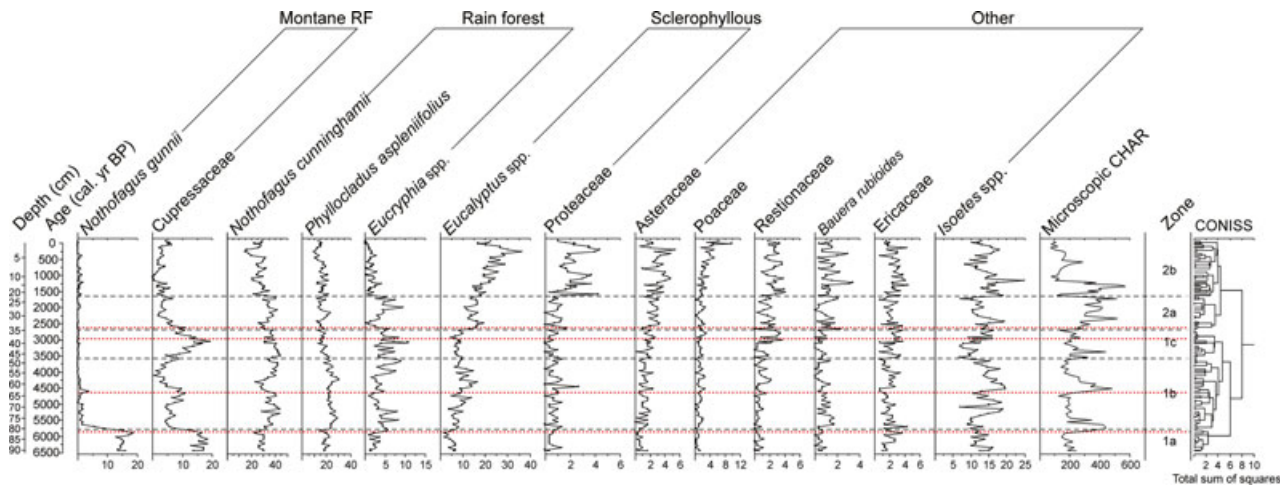 Montane RF Rain forest Sclerophyllous Other
Depth (cm)
Age (cal. yr BP)
Nothofagus gunnii
Cupressaceae
Nothofagus cunninghamii
Phyllocladus aspleniifolius
Eucryphia spp.
Eucalyptus spp.
Proteaceae
Asteraceae
Poaceae
Restionaceae
Bauera rubioides
Ericaceae
Isoetes spp.
Microscopic CHAR
Zone
CONISS
0
5 500
1000
10 1500
15
20 2000
25
2500
35 3000
40
45 3500
50
55 4000
60 4500
65 5000
70
75 5500
80
85 6000
90 6500
2b
2a
1c
1b
1a
10 20 10 20 20 40 20 40 5 10 15 10 20 30 40 2 4 6 2 4 6 4 8 12 2 4 6 2 4 6 2 4 6 5 10 15 20 25 200 400 600 2 4 6 8 10
Total sum of squares